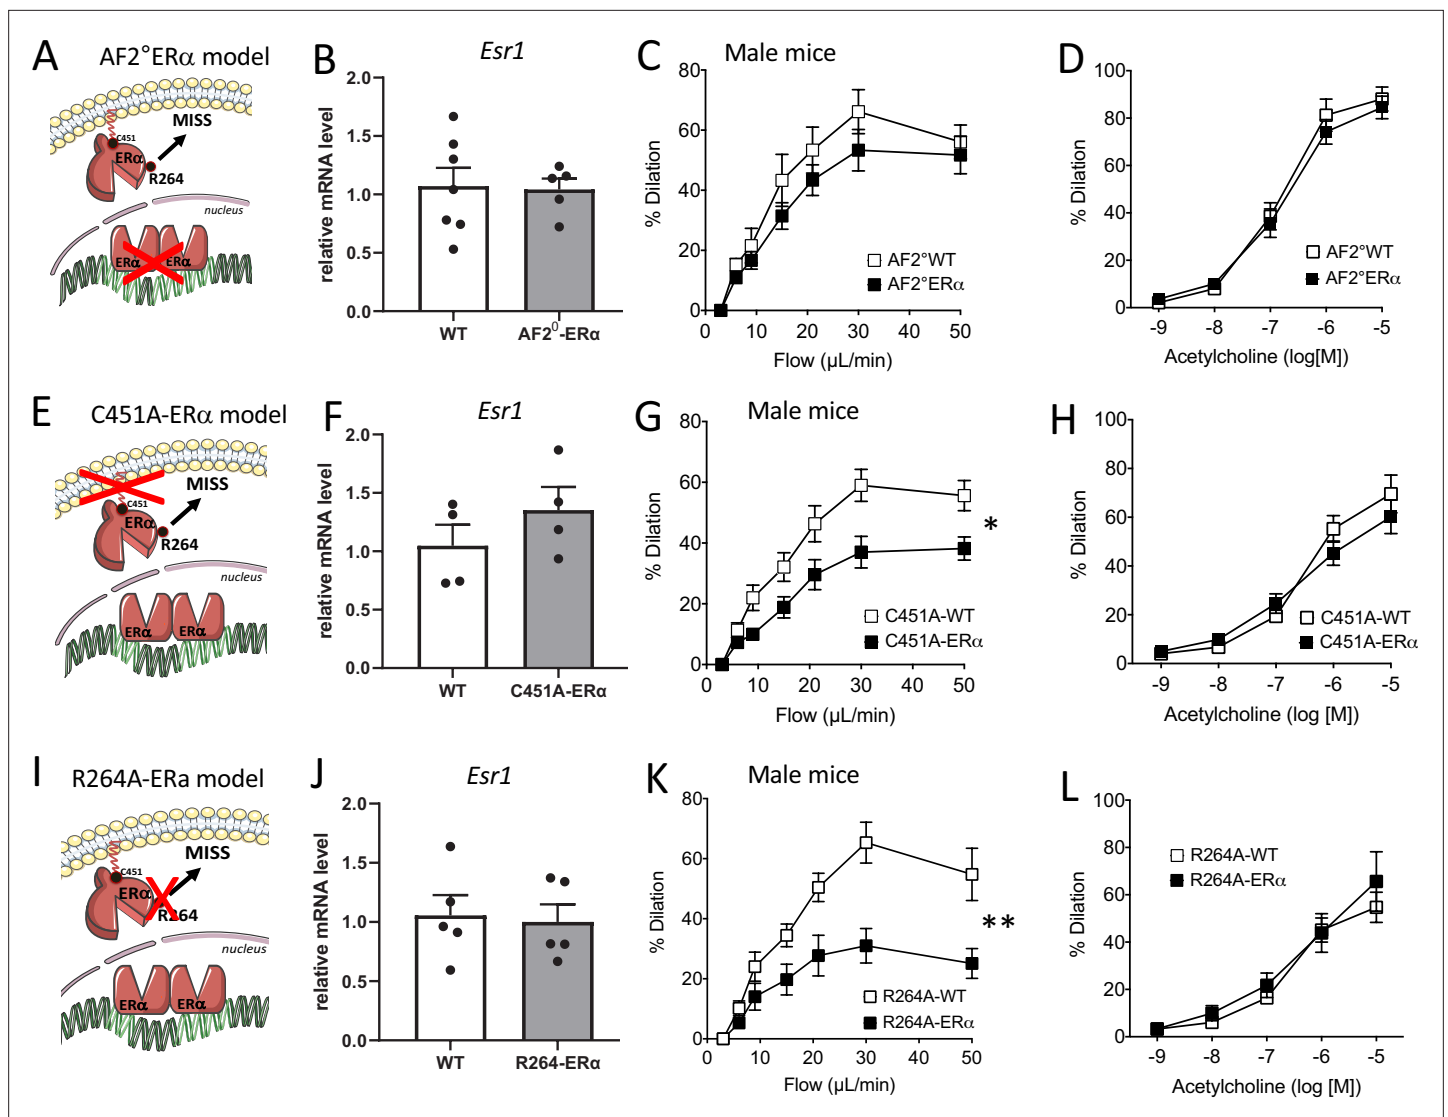 A
AF2°ERα model
MISS
C451
ERα
R264
nucleus
ERα
ERα
B
Esr1
relative mRNA level
2.0
1.5
1.0
0.5
0.0
WT
AF2⁰-ERα
C
Male mice
% Dilation
80
60
40
20
0
AF2°WT
AF2°ERα
0 10 20 30 40 50
Flow (µL/min)
D
% Dilation
100
80
60
40
20
0
AF2°WT
AF2°ERα
-9 -8 -7 -6 -5
Acetylcholine (log[M])
E
C451A-ERα model
MISS
C451
ERα
R264
nucleus
ERα
ERα
F
Esr1
relative mRNA level
2.0
1.5
1.0
0.5
0.0
WT
C451A-ERα
G
Male mice
% Dilation
80
60
40
20
0
*
C451A-WT
C451A-ERα
0 10 20 30 40 50
Flow (µL/min)
H
% Dilation
100
80
60
40
20
0
C451A-WT
C451A-ERα
-9 -8 -7 -6 -5
Acetylcholine (log [M])
I
R264A-ERa model
MISS
C451
ERα
R264
nucleus
ERα
ERα
J
Esr1
relative mRNA level
2.0
1.5
1.0
0.5
0.0
WT
R264-ERα
K
Male mice
% Dilation
80
60
40
20
0
**
R264A-WT
R264A-ERα
0 10 20 30 40 50
Flow (µL/min)
L
% Dilation
100
80
60
40
20
0
R264A-WT
R264A-ERα
-9 -8 -7 -6 -5
Acetylcholine (log [M])